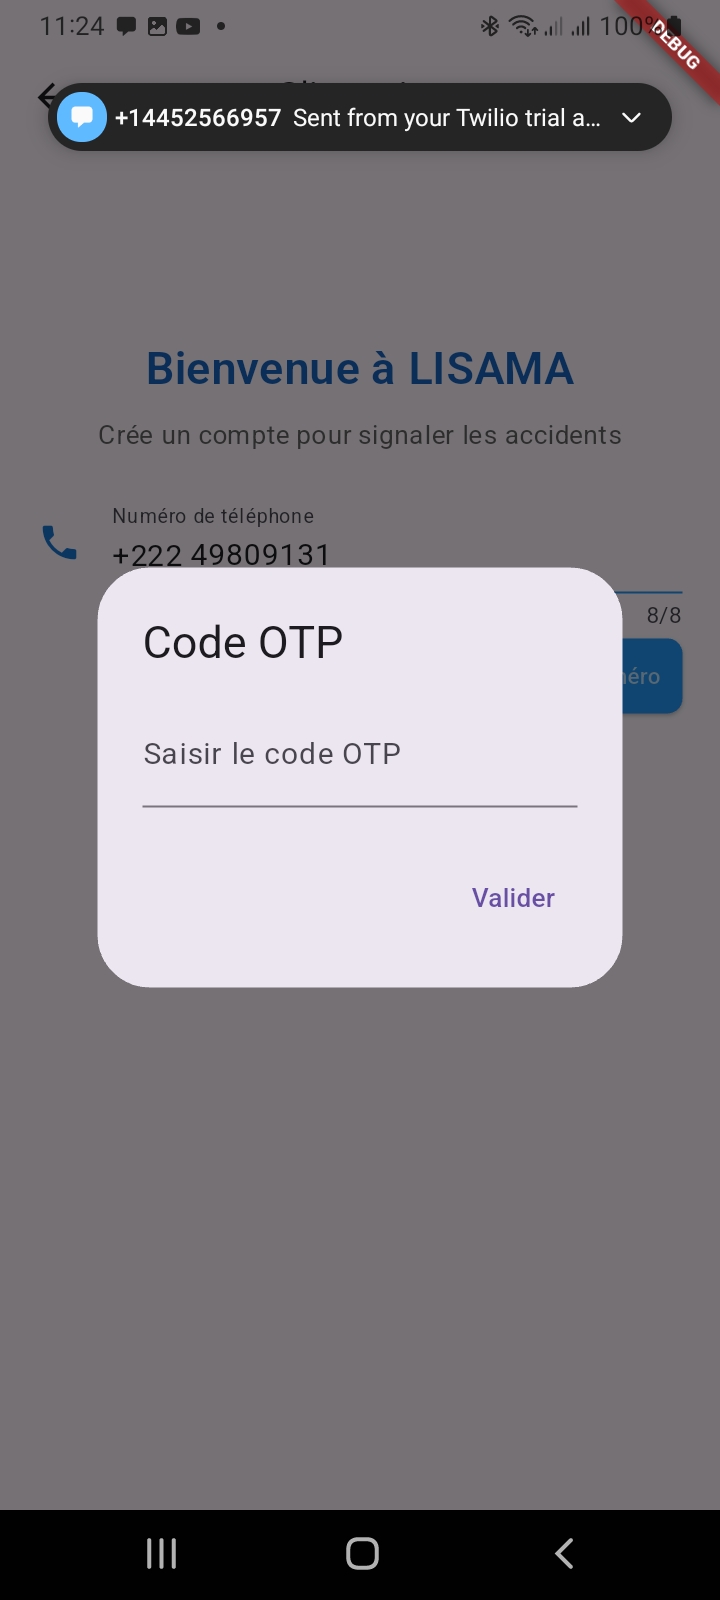 11:24
100%
DEBUG
+14452566957 Sent from your Twilio trial a...
Bienvenue à LISAMA
Crée un compte pour signaler les accidents
Numéro de téléphone
+222 49809131
8/8
Code OTP
Saisir le code OTP
Valider